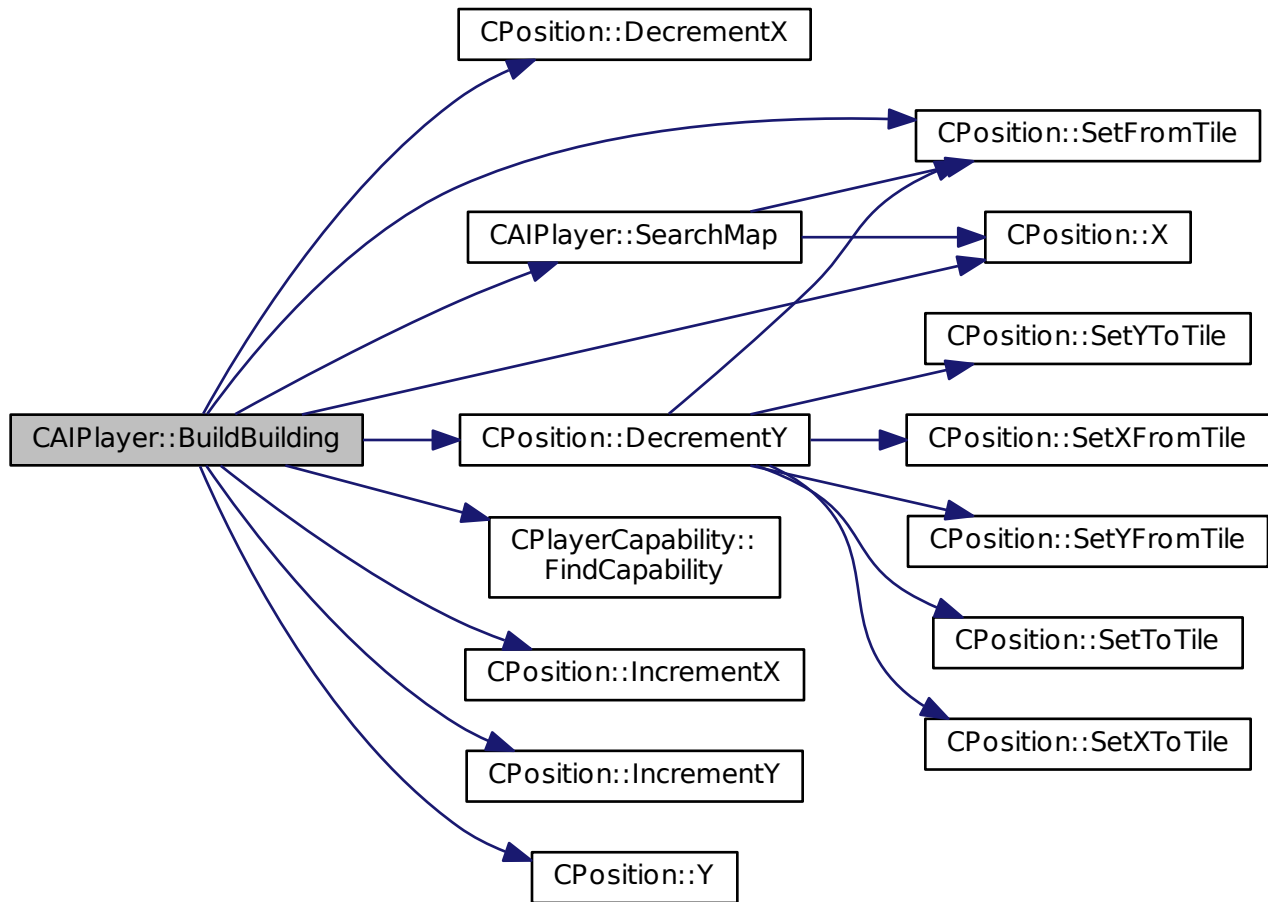 CPosition::DecrementX
CPosition::SetFromTile
CAIPlayer::SearchMap
CPosition::X
CPosition::SetYToTile
CAIPlayer::BuildBuilding
CPosition::DecrementY
CPosition::SetXFromTile
CPlayerCapability::
FindCapability
CPosition::SetYFromTile
CPosition::SetToTile
CPosition::IncrementX
CPosition::SetXToTile
CPosition::IncrementY
CPosition::Y